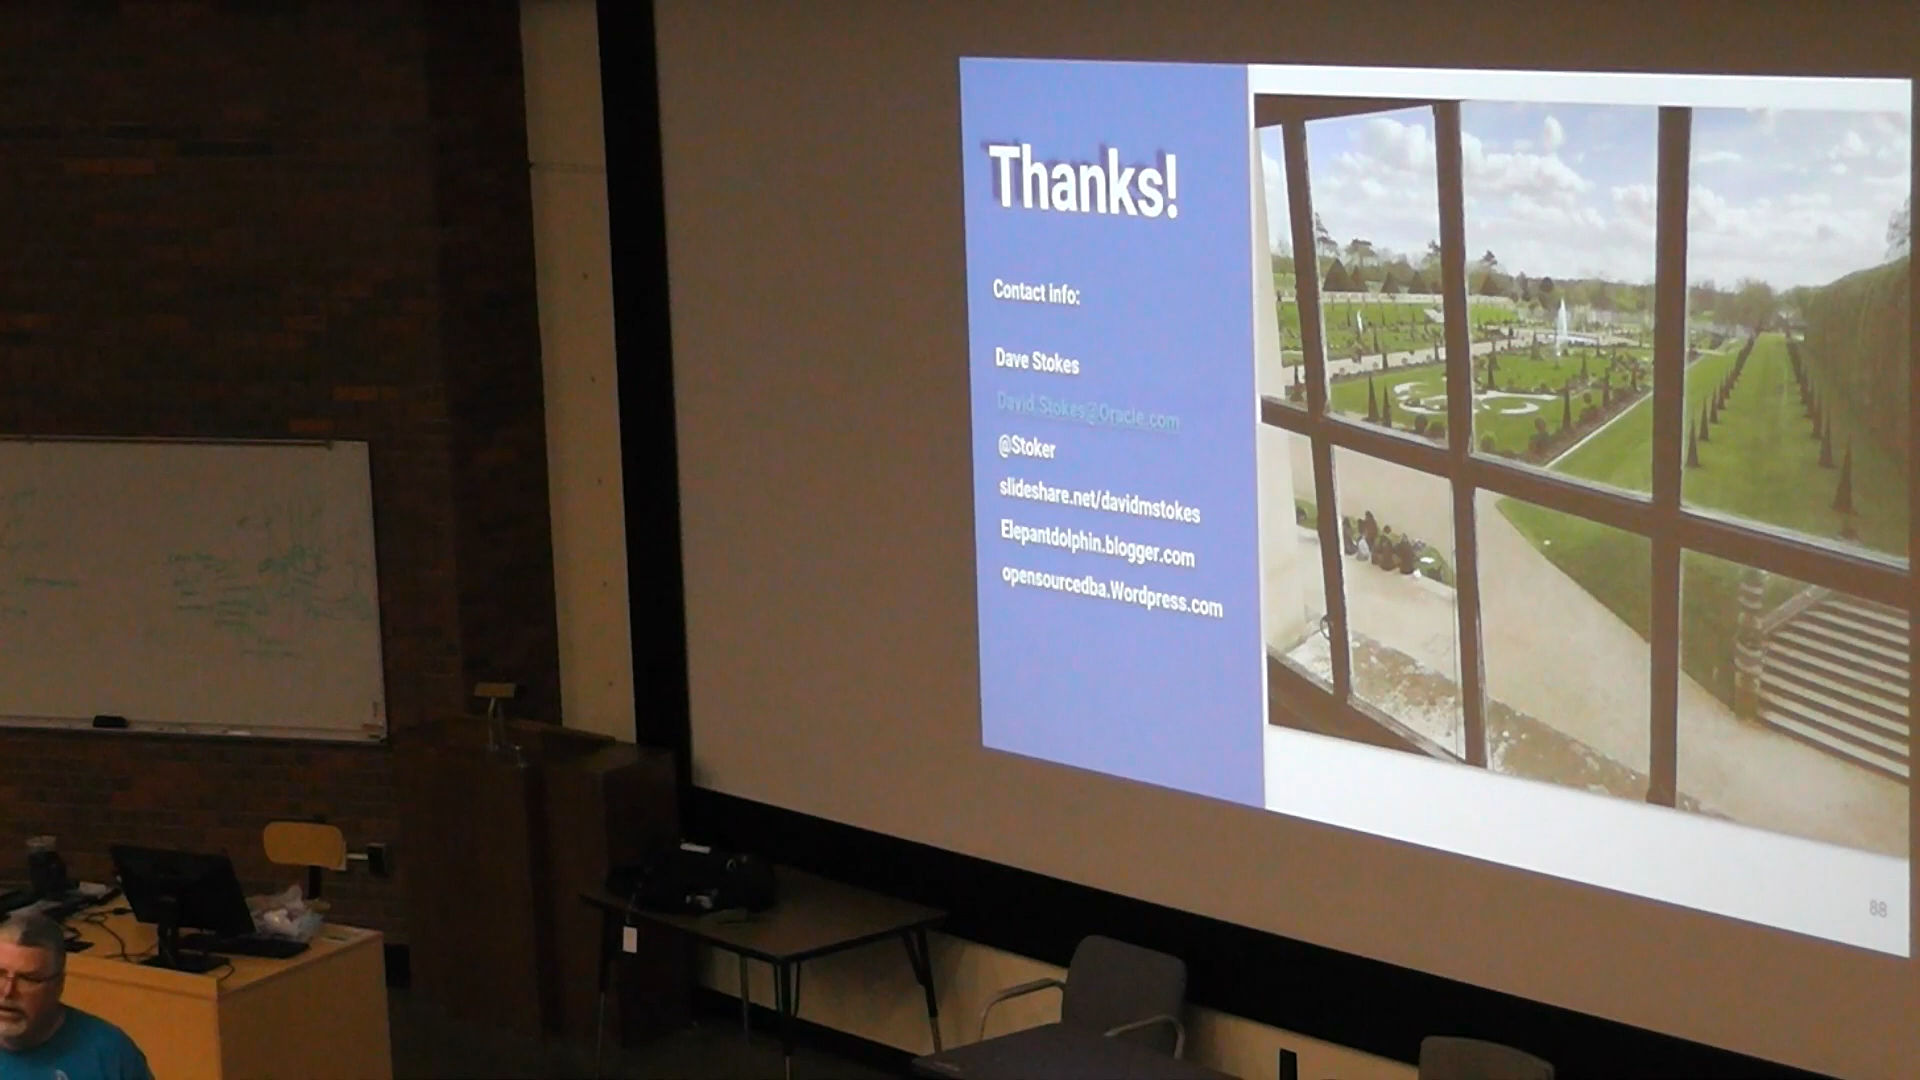 Thanks!
Contact info:
Dave Stokes
David.Stokes@Oracle.com
@Stoker
slideshare.net/davidmstokes
Elepantdolphin.blogger.com
opensourcedba.Wordpress.com
88